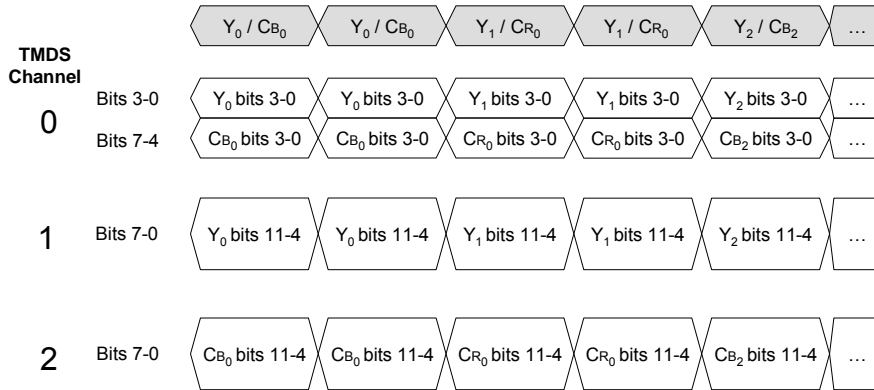 Y0 / CB0 Y0 / CB0 Y1 / CR0 Y1 / CR0 Y2 / CB2 ...
TMDS
Channel
0
Bits 3-0 Y0 bits 3-0 Y0 bits 3-0 Y1 bits 3-0 Y1 bits 3-0 Y2 bits 3-0 ...
Bits 7-4 CB0 bits 3-0 CB0 bits 3-0 CR0 bits 3-0 CR0 bits 3-0 CB2 bits 3-0 ...
1 Bits 7-0 Y0 bits 11-4 Y0 bits 11-4 Y1 bits 11-4 Y1 bits 11-4 Y2 bits 11-4 ...
2 Bits 7-0 CB0 bits 11-4 CB0 bits 11-4 CR0 bits 11-4 CR0 bits 11-4 CB2 bits 11-4 ...